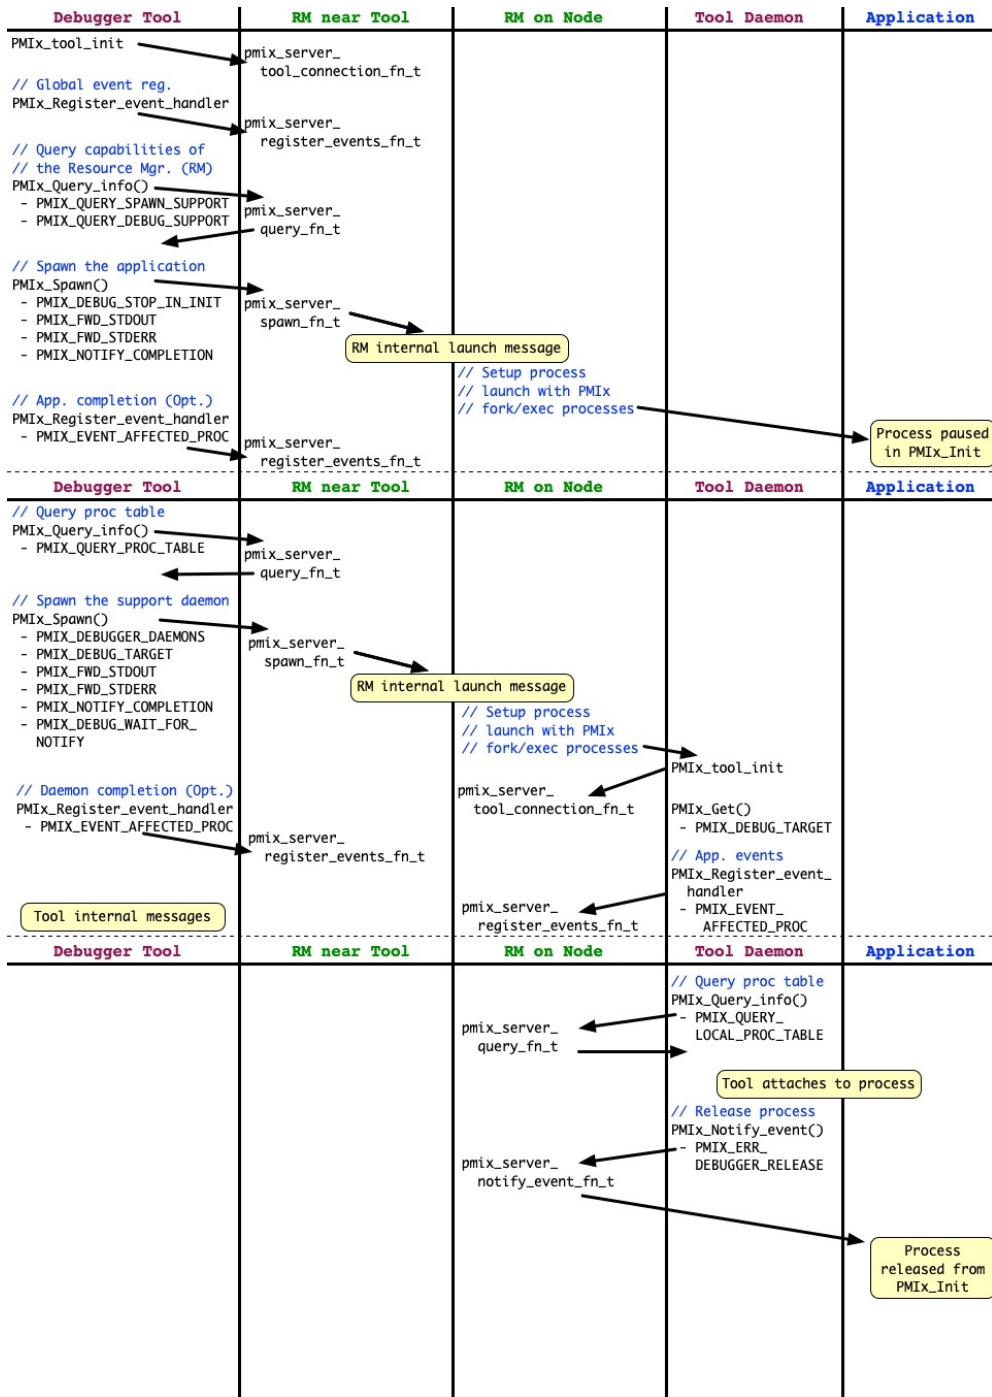 Debugger Tool
RM near Tool
RM on Node
Tool Daemon
Application
PMIx_tool_init
pmix_server_
tool_connection_fn_t
// Global event reg.
PMIx_Register_event_handler
pmix_server_
register_events_fn_t
// Query capabilities of
// the Resource Mgr. (RM)
PMIx_Query_info()
- PMIX_QUERY_SPAWN_SUPPORT
- PMIX_QUERY_DEBUG_SUPPORT
pmix_server_
query_fn_t
// Spawn the application
PMIx_Spawn()
- PMIX_DEBUG_STOP_IN_INIT
- PMIX_FWD_STDOUT
- PMIX_FWD_STDERR
- PMIX_NOTIFY_COMPLETION
pmix_server_
spawn_fn_t
RM internal launch message
// Setup process
// launch with PMIx
// fork/exec processes
Process paused
in PMIx_Init
// App. completion (Opt.)
PMIx_Register_event_handler
- PMIX_EVENT_AFFECTED_PROC
pmix_server_
register_events_fn_t
Debugger Tool
RM near Tool
RM on Node
Tool Daemon
Application
// Query proc table
PMIx_Query_info()
- PMIX_QUERY_PROC_TABLE
pmix_server_
query_fn_t
// Spawn the support daemon
PMIx_Spawn()
- PMIX_DEBUGGER_DAEMONS
- PMIX_DEBUG_TARGET
- PMIX_FWD_STDOUT
- PMIX_FWD_STDERR
- PMIX_NOTIFY_COMPLETION
- PMIX_DEBUG_WAIT_FOR_
NOTIFY
pmix_server_
spawn_fn_t
RM internal launch message
// Setup process
// launch with PMIx
// fork/exec processes
PMIx_tool_init
pmix_server_
tool_connection_fn_t
PMIx_Get()
- PMIX_DEBUG_TARGET
// Daemon completion (Opt.)
PMIx_Register_event_handler
- PMIX_EVENT_AFFECTED_PROC
pmix_server_
register_events_fn_t
// App. events
PMIx_Register_event_
handler
- PMIX_EVENT_
AFFECTED_PROC
pmix_server_
register_events_fn_t
Tool internal messages
Debugger Tool
RM near Tool
RM on Node
Tool Daemon
Application
// Query proc table
PMIx_Query_info()
- PMIX_QUERY_
LOCAL_PROC_TABLE
pmix_server_
query_fn_t
Tool attaches to process
// Release process
PMIx_Notify_event()
- PMIX_ERR_
DEBUGGER_RELEASE
pmix_server_
notify_event_fn_t
Process
released from
PMIx_Init